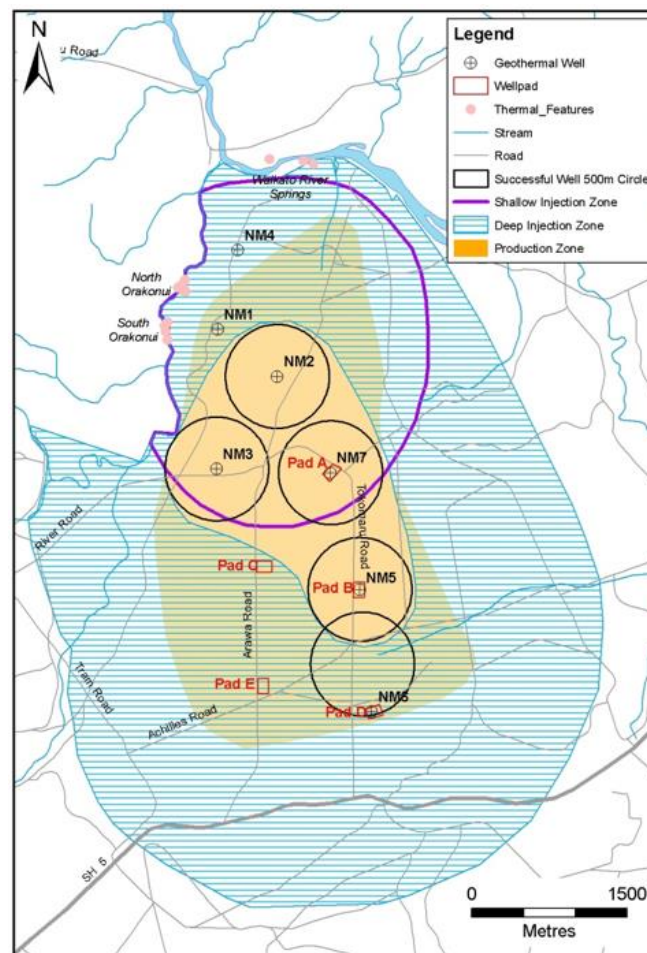 N
u Road
Legend
Geothermal Well
Wellpad
Thermal_Features
Stream
Road
Successful Well 500m Circle
Shallow Injection Zone
Deep Injection Zone
Production Zone
Waikato River
Springs
NM4
North
Orakonui
South
Orakonui
NM1
NM2
NM3
NM7
Pad A
Tokomaru Road
River Road
Pad C
Pad B
NM5
Arawa Road
Tram Road
Pad E
Achilles Road
Pad D
NM6
SH 5
0 1500
Metres